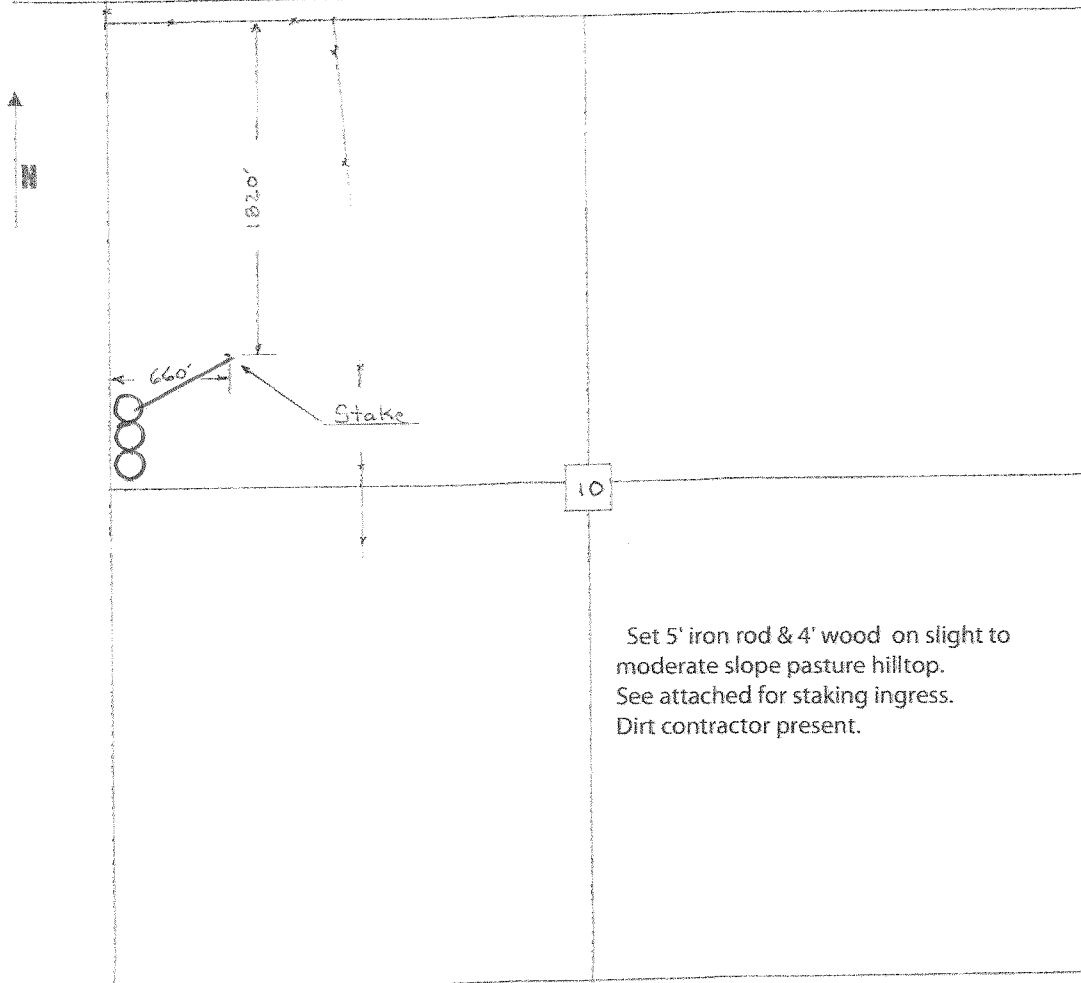 N
1820'
660'
Stake
10
Set 5' iron rod & 4' wood on slight to
moderate slope pasture hilltop.
See attached for staking ingress.
Dirt contractor present.